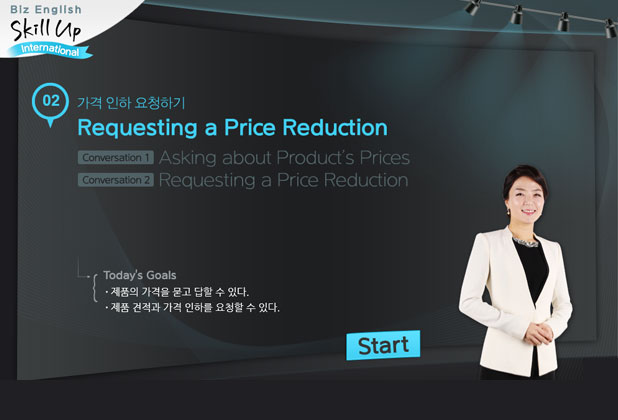 Biz English
Skill Up
International
02
가격 인하 요청하기
Requesting a Price Reduction
Conversation 1 Asking about Product's Prices
Conversation 2 Requesting a Price Reduction
Today's Goals
· 제품의 가격을 묻고 답할 수 있다.
· 제품 견적과 가격 인하를 요청할 수 있다.
Start